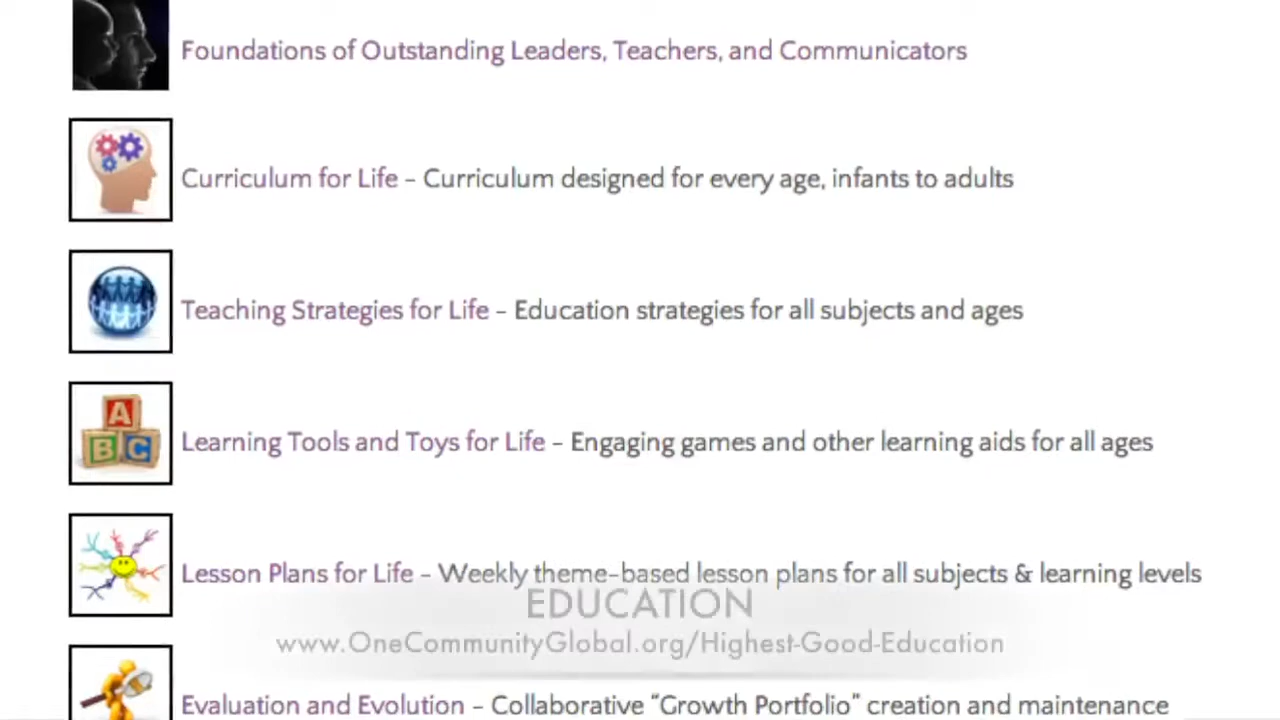 Foundations of Outstanding Leaders, Teachers, and Communicators
Curriculum for Life - Curriculum designed for every age, infants to adults
Teaching Strategies for Life - Education strategies for all subjects and ages
A
B C
Learning Tools and Toys for Life - Engaging games and other learning aids for all ages
Lesson Plans for Life - Weekly theme-based lesson plans for all subjects & learning levels
EDUCATION
www.OneCommunityGlobal.org/Highest-Good-Education
Evaluation and Evolution - Collaborative "Growth Portfolio" creation and maintenance